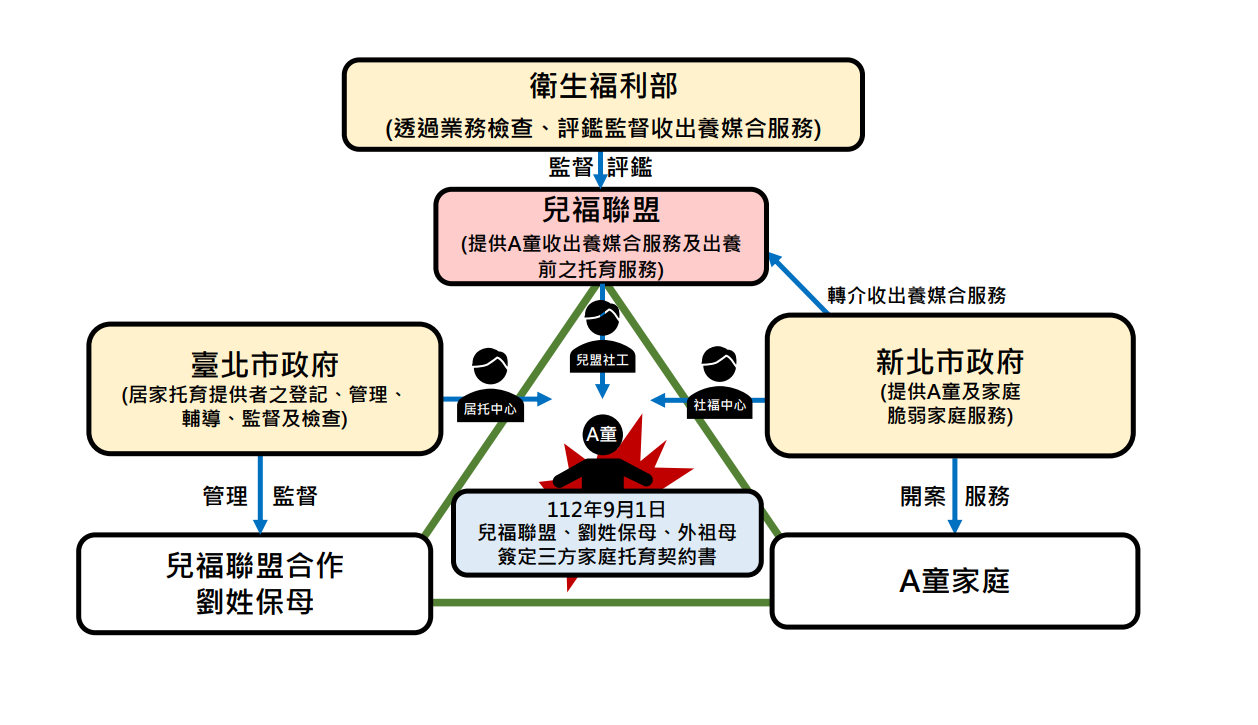 衛生福利部
(透過業務檢查、評鑑監督收出養媒合服務)
監督 評鑑
兒福聯盟
(提供A童收出養媒合服務及出養
前之托育服務)
轉介收出養媒合服務
臺北市政府
(居家托育提供者之登記、管理、
輔導、監督及檢查)
兒盟社工
居托中心
社福中心
新北市政府
(提供A童及家庭
脆弱家庭服務)
A童
管理 監督
開案 服務
112年9月1日
兒福聯盟、劉姓保母、外祖母
簽定三方家庭托育契約書
兒福聯盟合作
劉姓保母
A童家庭